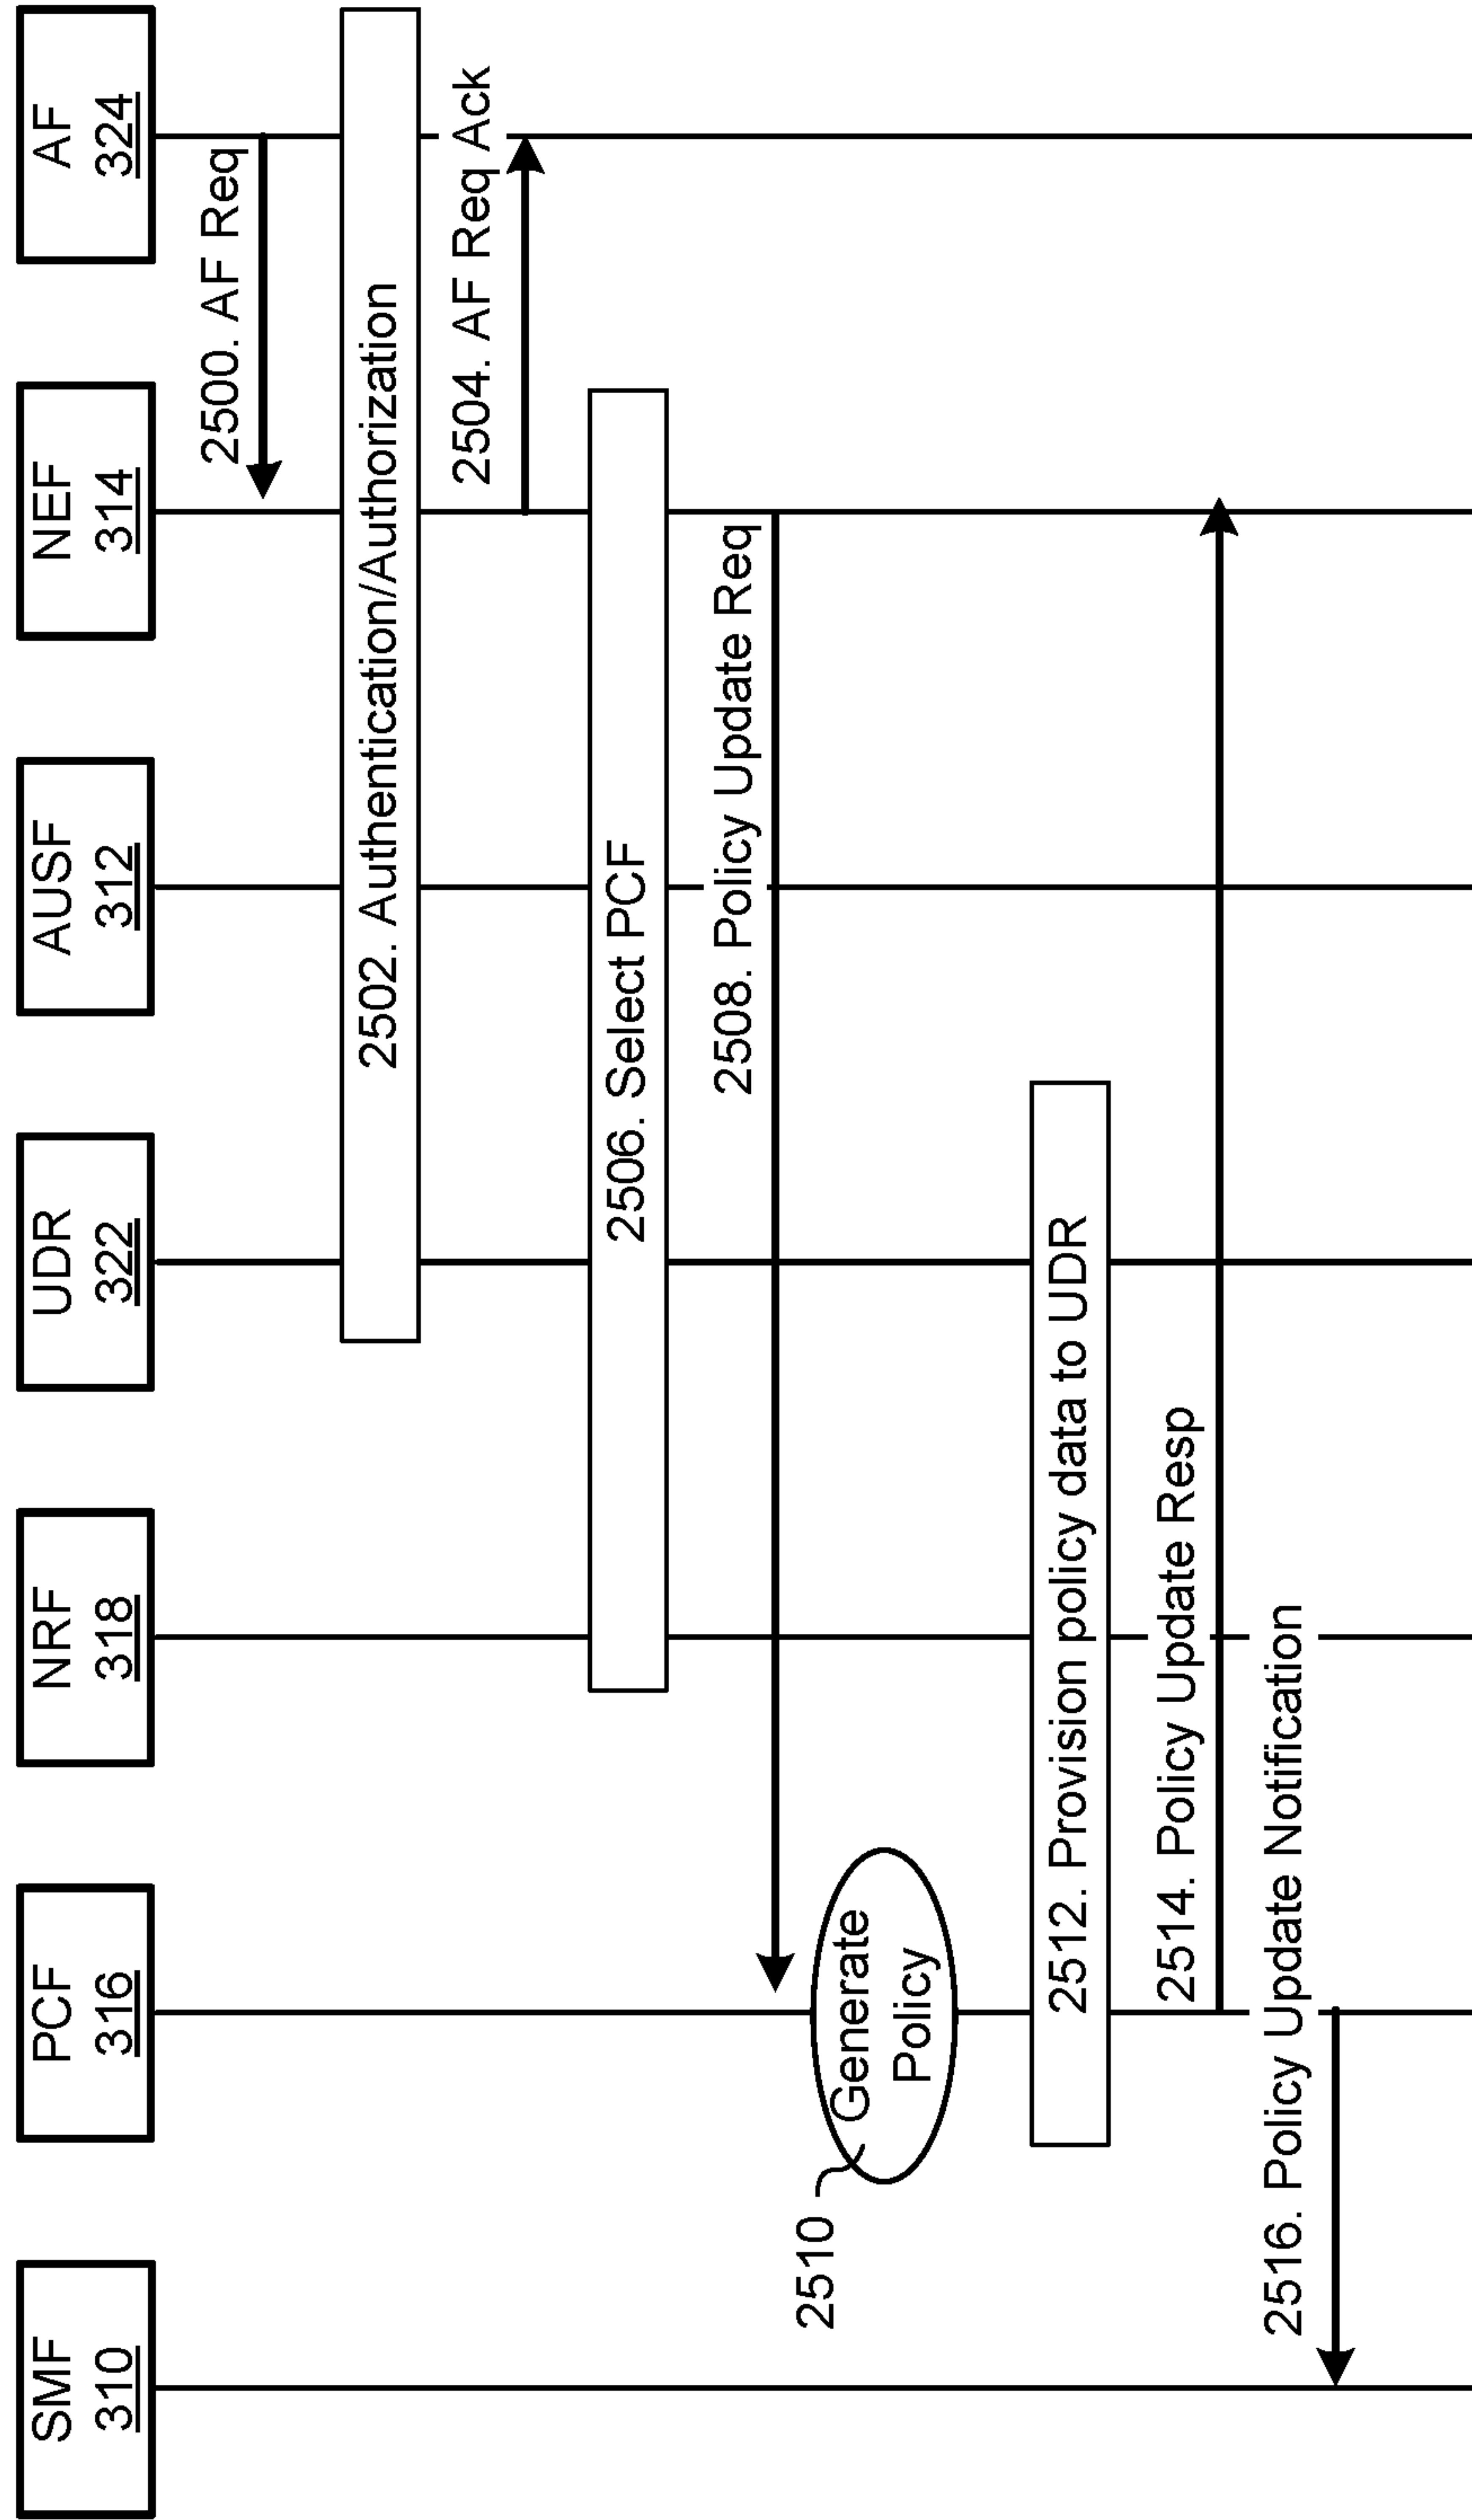 SMF
310
PCF
316
NRF
318
UDR
322
AUSF
312
NEF
314
AF
324
2500. AF Req
2502. Authentication/Authorization
2504. AF Req Ack
2506. Select PCF
2508. Policy Update Req
2510
Generate
Policy
2512. Provision policy data to UDR
2514. Policy Update Resp
2516. Policy Update Notification